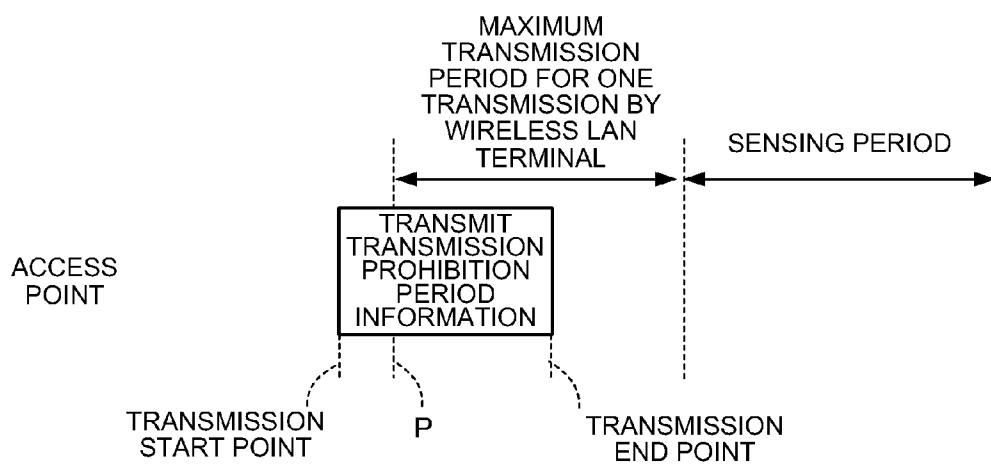 MAXIMUM
TRANSMISSION
PERIOD FOR ONE
TRANSMISSION BY
WIRELESS LAN
TERMINAL
SENSING PERIOD
TRANSMIT
TRANSMISSION
PROHIBITION
PERIOD
INFORMATION
ACCESS
POINT
TRANSMISSION
START POINT
P
TRANSMISSION
END POINT